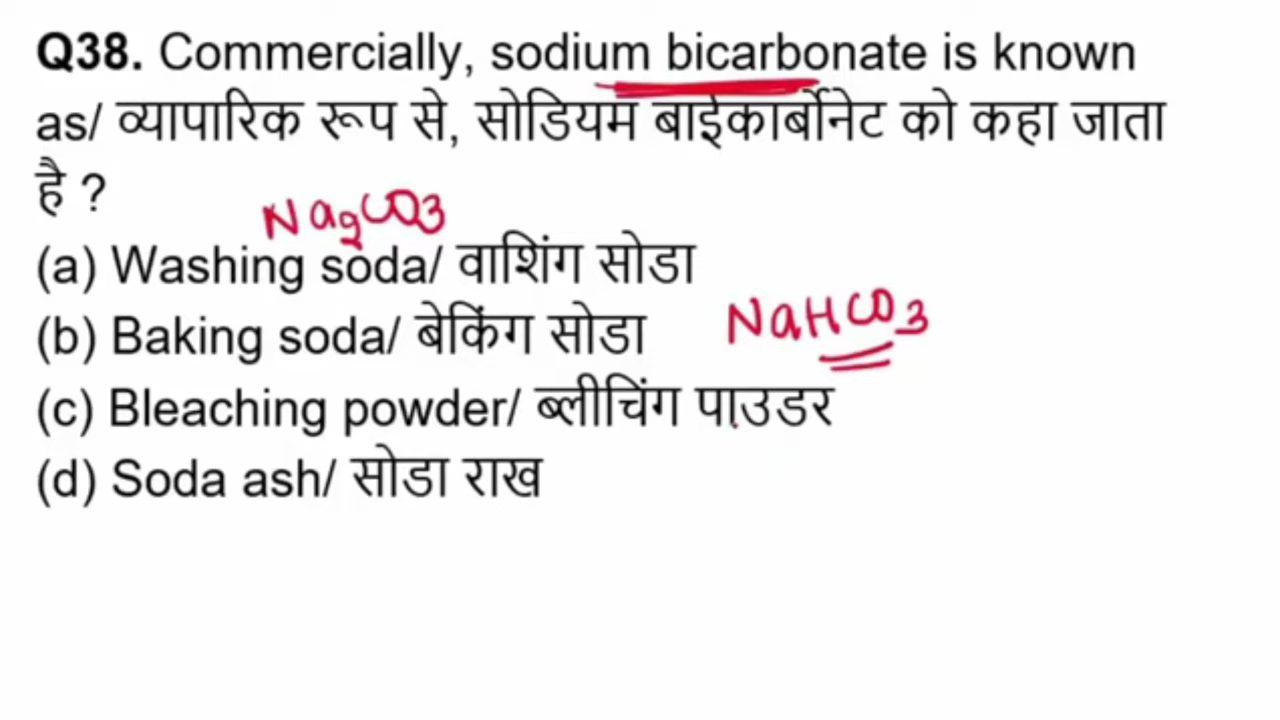 Q38. Commercially, sodium bicarbonate is known
as/ व्यापारिक रूप से, सोडियम बाईकार्बोनेट को कहा जाता
है ?
Na2CO3
(a) Washing soda/ वाशिंग सोडा
(b) Baking soda/ बेकिंग सोडा NaHCO3
(c) Bleaching powder/ ब्लीचिंग पाउडर
(d) Soda ash/ सोडा राख